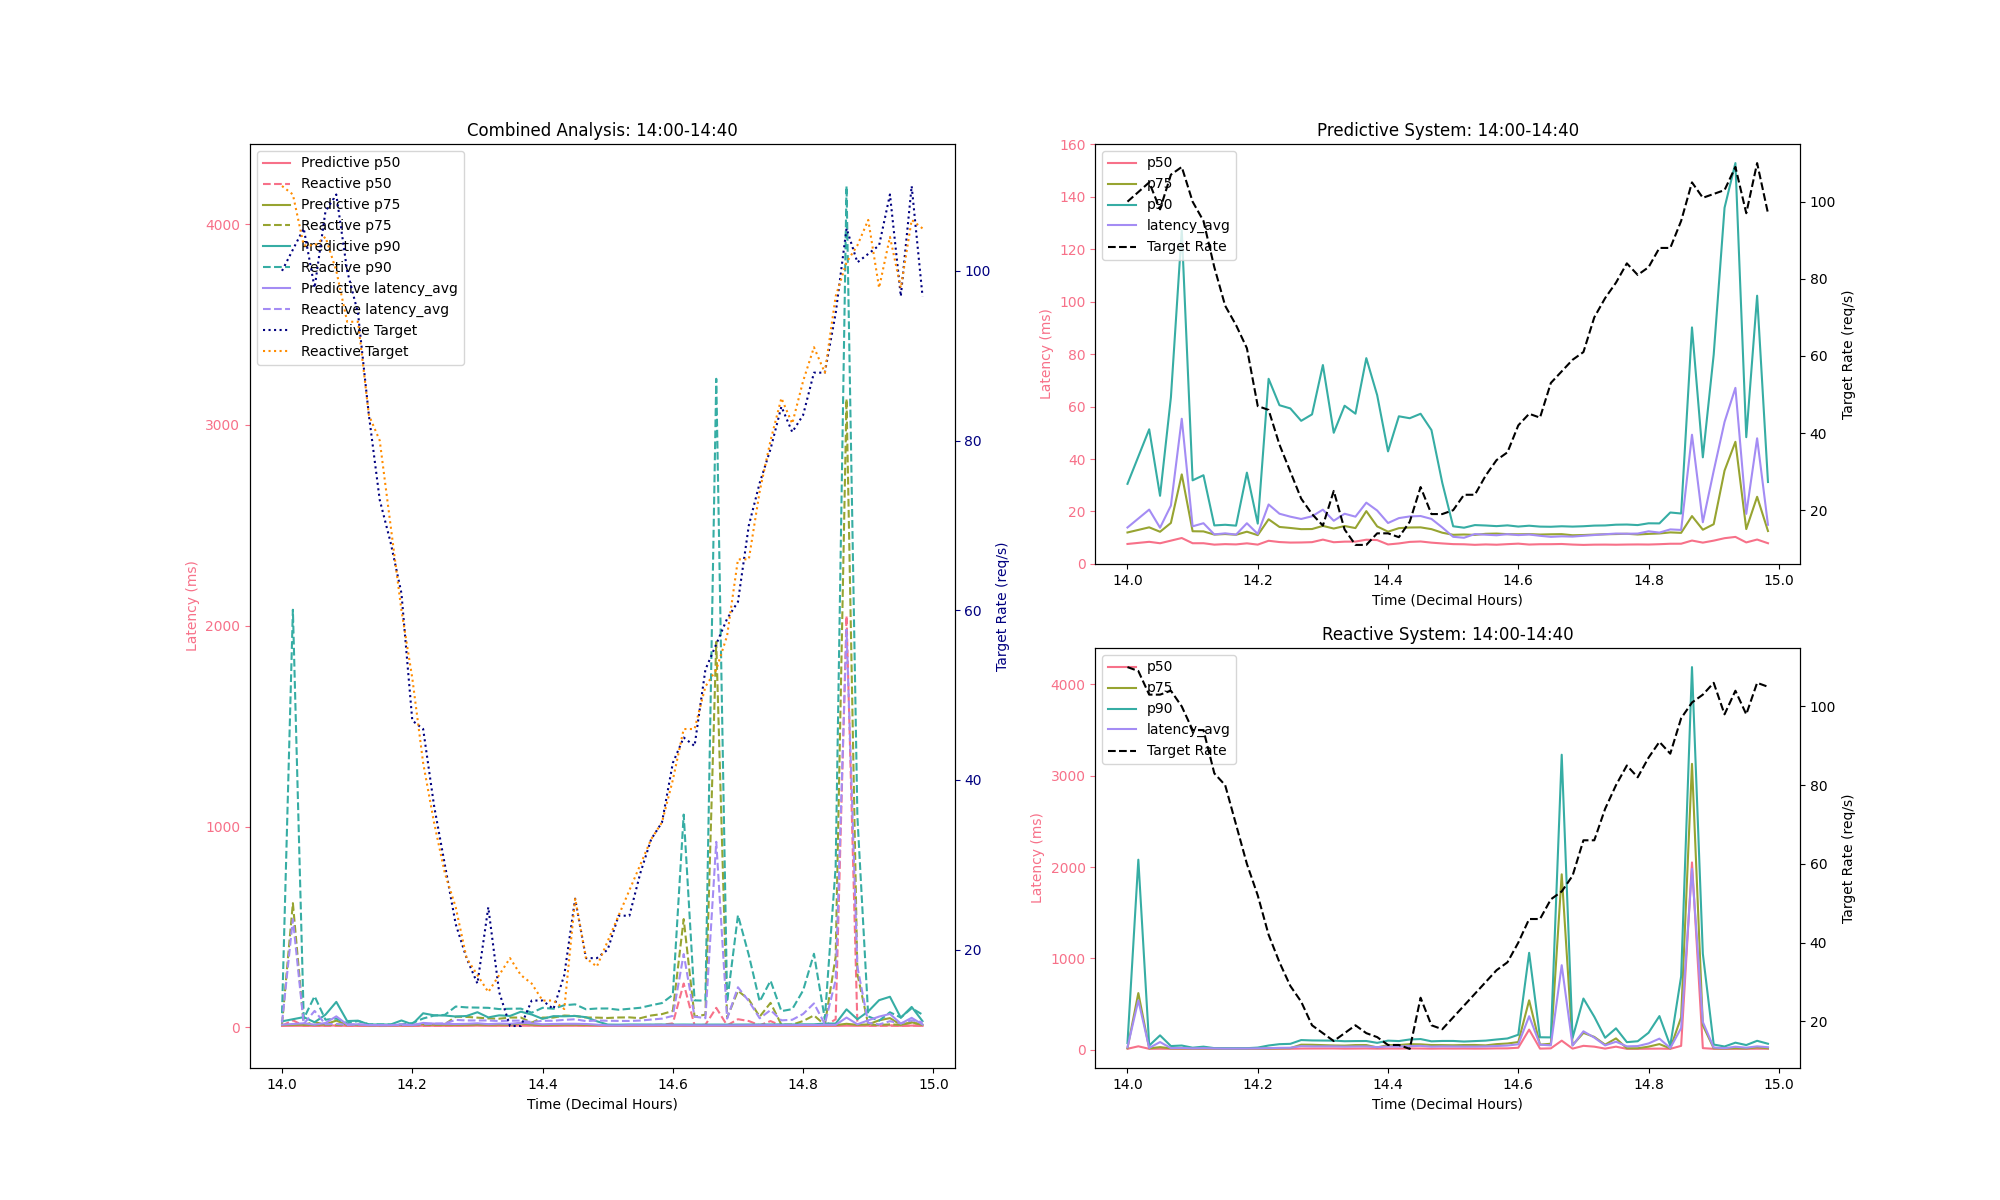 Combined Analysis: 14:00-14:40
Predictive p50
Reactive p50
Predictive p75
Reactive p75
Predictive p90
Reactive p90
Predictive latency_avg
Reactive latency_avg
Predictive Target
Reactive Target
4000
3000
2000
1000
0
Latency (ms)
100
80
60
40
20
Target Rate (req/s)
14.0 14.2 14.4 14.6 14.8 15.0
Time (Decimal Hours)
Predictive System: 14:00-14:40
p50
p75
p90
latency_avg
Target Rate
160
140
120
100
80
60
40
20
0
Latency (ms)
100
80
60
40
20
Target Rate (req/s)
14.0 14.2 14.4 14.6 14.8 15.0
Time (Decimal Hours)
Reactive System: 14:00-14:40
p50
p75
p90
latency_avg
Target Rate
4000
3000
2000
1000
0
Latency (ms)
100
80
60
40
20
Target Rate (req/s)
14.0 14.2 14.4 14.6 14.8 15.0
Time (Decimal Hours)